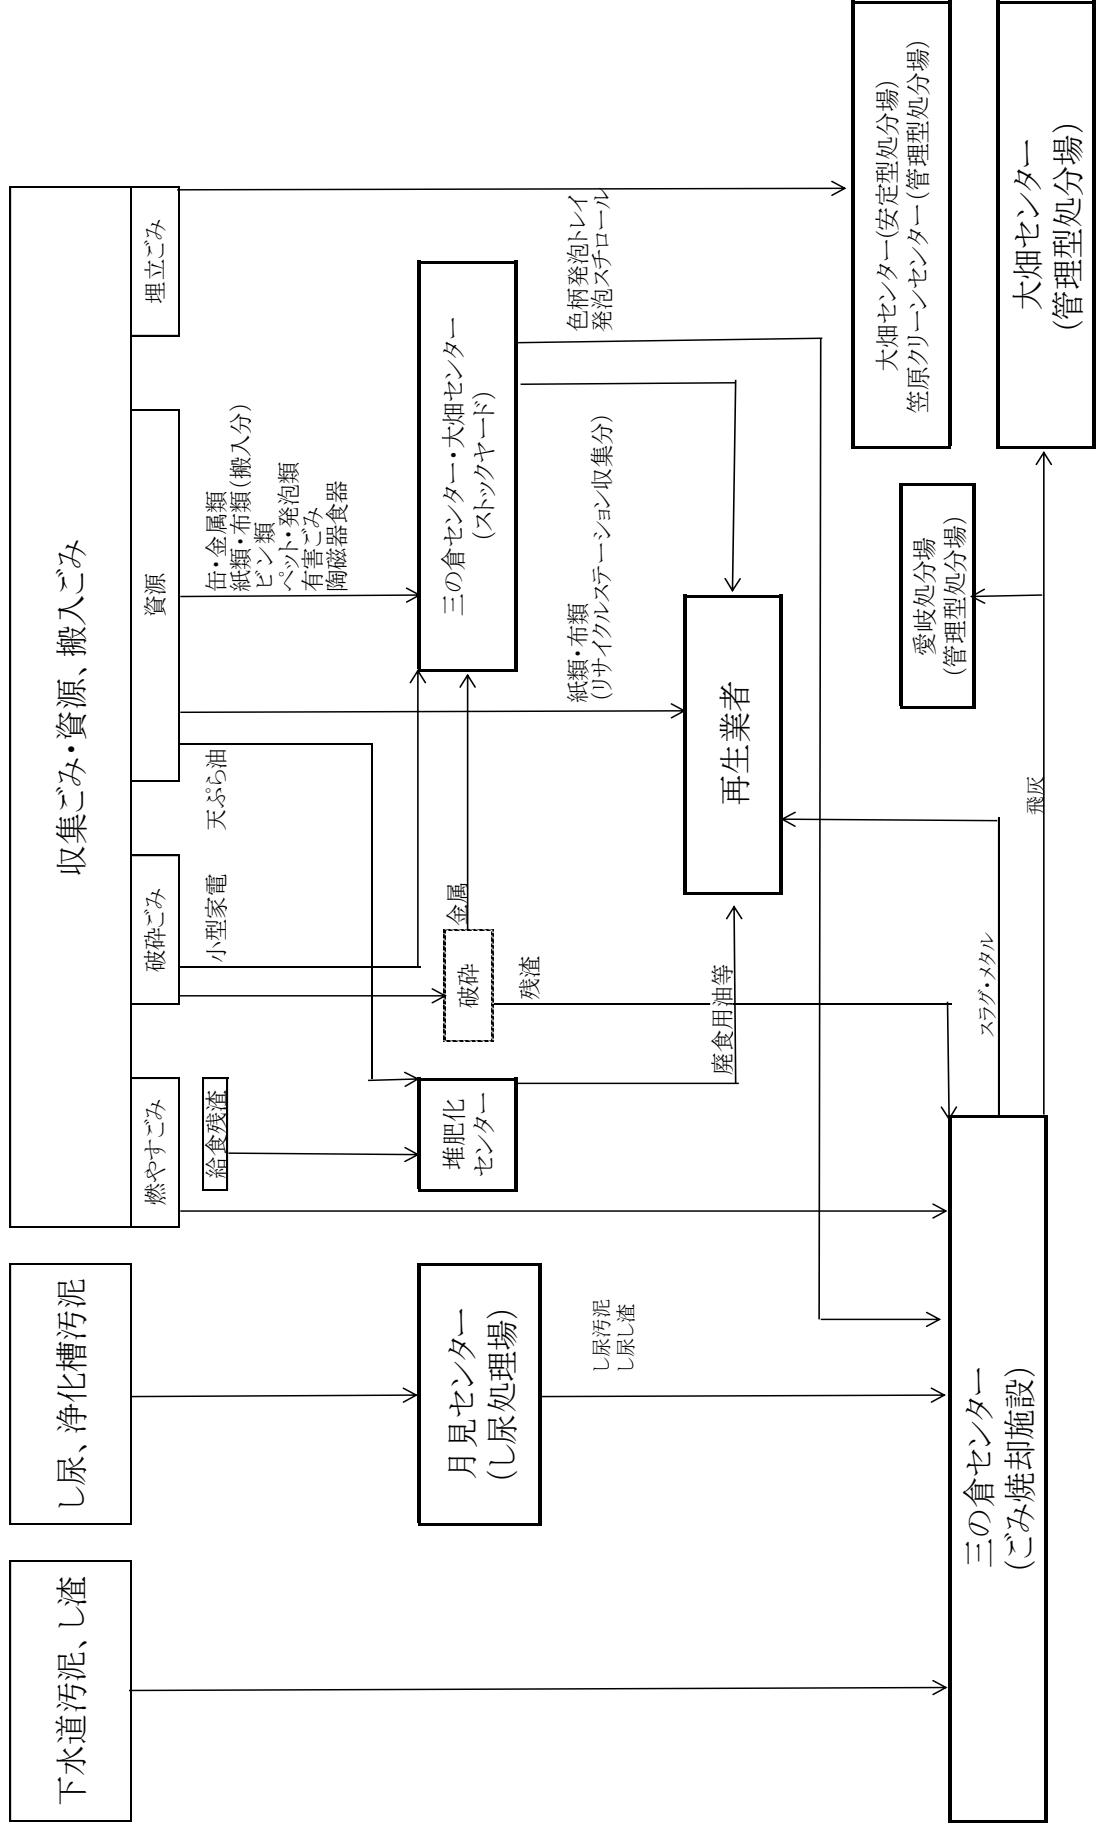 下水道汚泥、し渣
し尿、浄化槽汚泥
収集ごみ・資源、搬入ごみ
燃やすごみ
破砕ごみ
資源
埋立ごみ
給食残渣
小型家電
天ぷら油
缶・金属類
紙類・布類(搬入分)
ビン類
ペット・発泡類
有害ごみ
陶磁器食器
月見センター
(し尿処理場)
堆肥化
センター
破砕
金属
三の倉センター・大畑センター
(ストックヤード)
残渣
し尿汚泥
し尿し渣
紙類・布類
(リサイクルステーション収集分)
色柄発泡トレイ
発泡スチロール
廃食用油等
再生業者
大畑センター(安定型処分場)
笠原クリーンセンター(管理型処分場)
愛岐処分場
(管理型処分場)
三の倉センター
(ごみ焼却施設)
スラグ・メタル
飛灰
大畑センター
(管理型処分場)